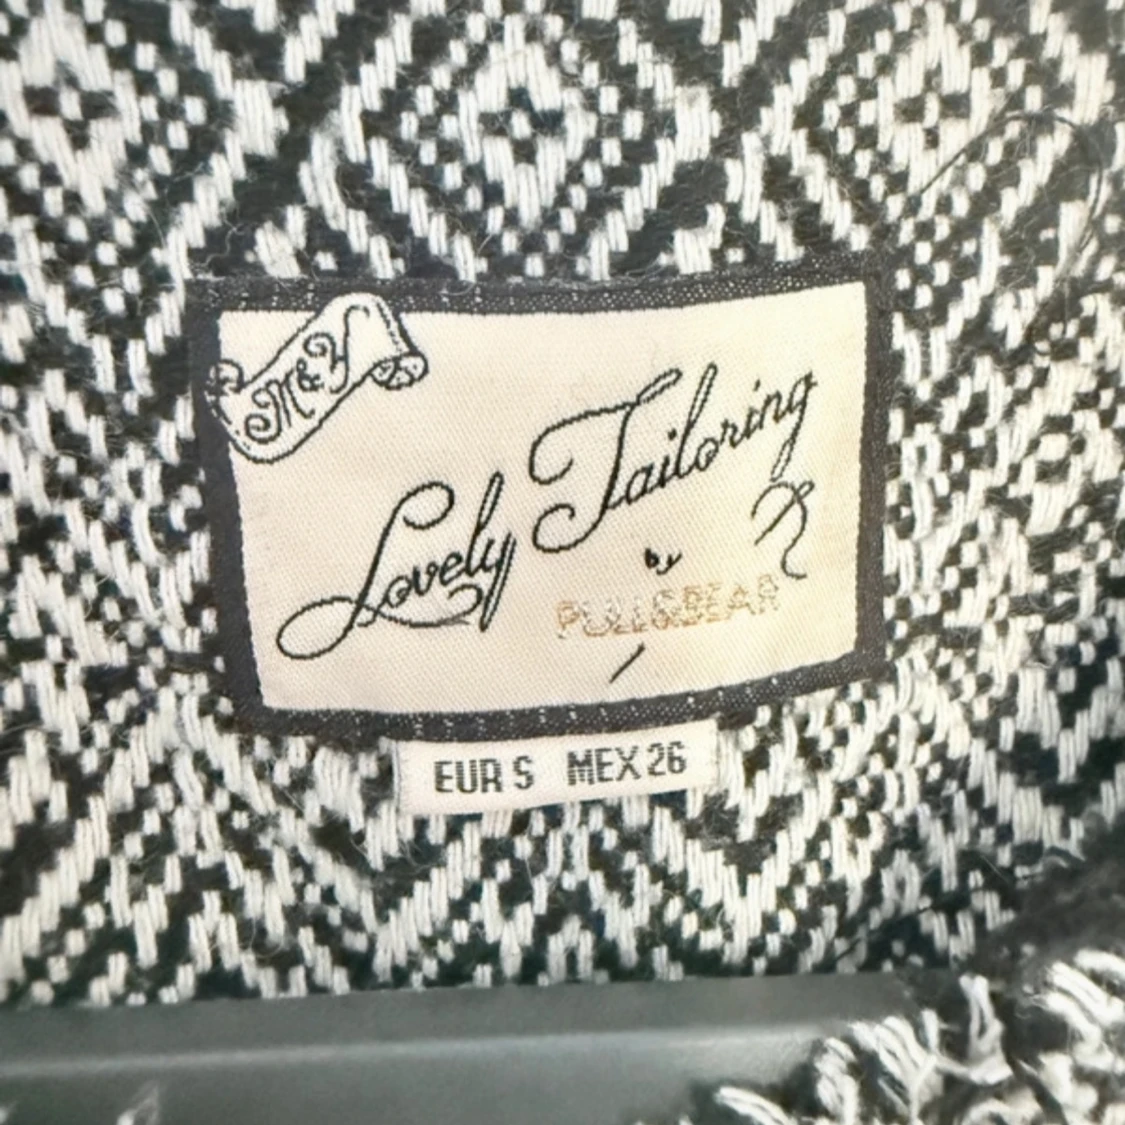 M&Y
Lovely Tailoring
by
PULL&BEAR
EUR S MEX 26